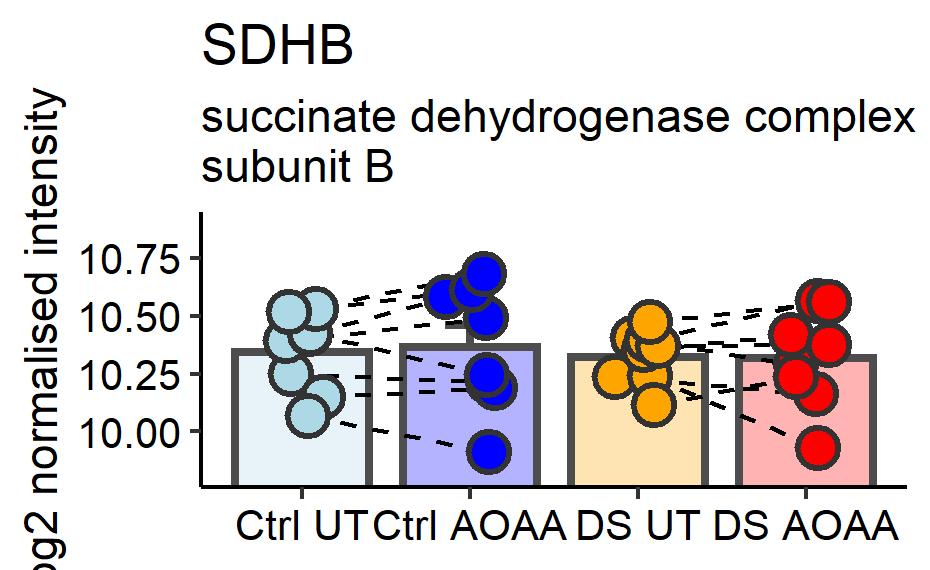 SDHB
succinate dehydrogenase complex
subunit B
og2 normalised intensity
10.75
10.50
10.25
10.00
Ctrl UT Ctrl AOAA DS UT DS AOAA